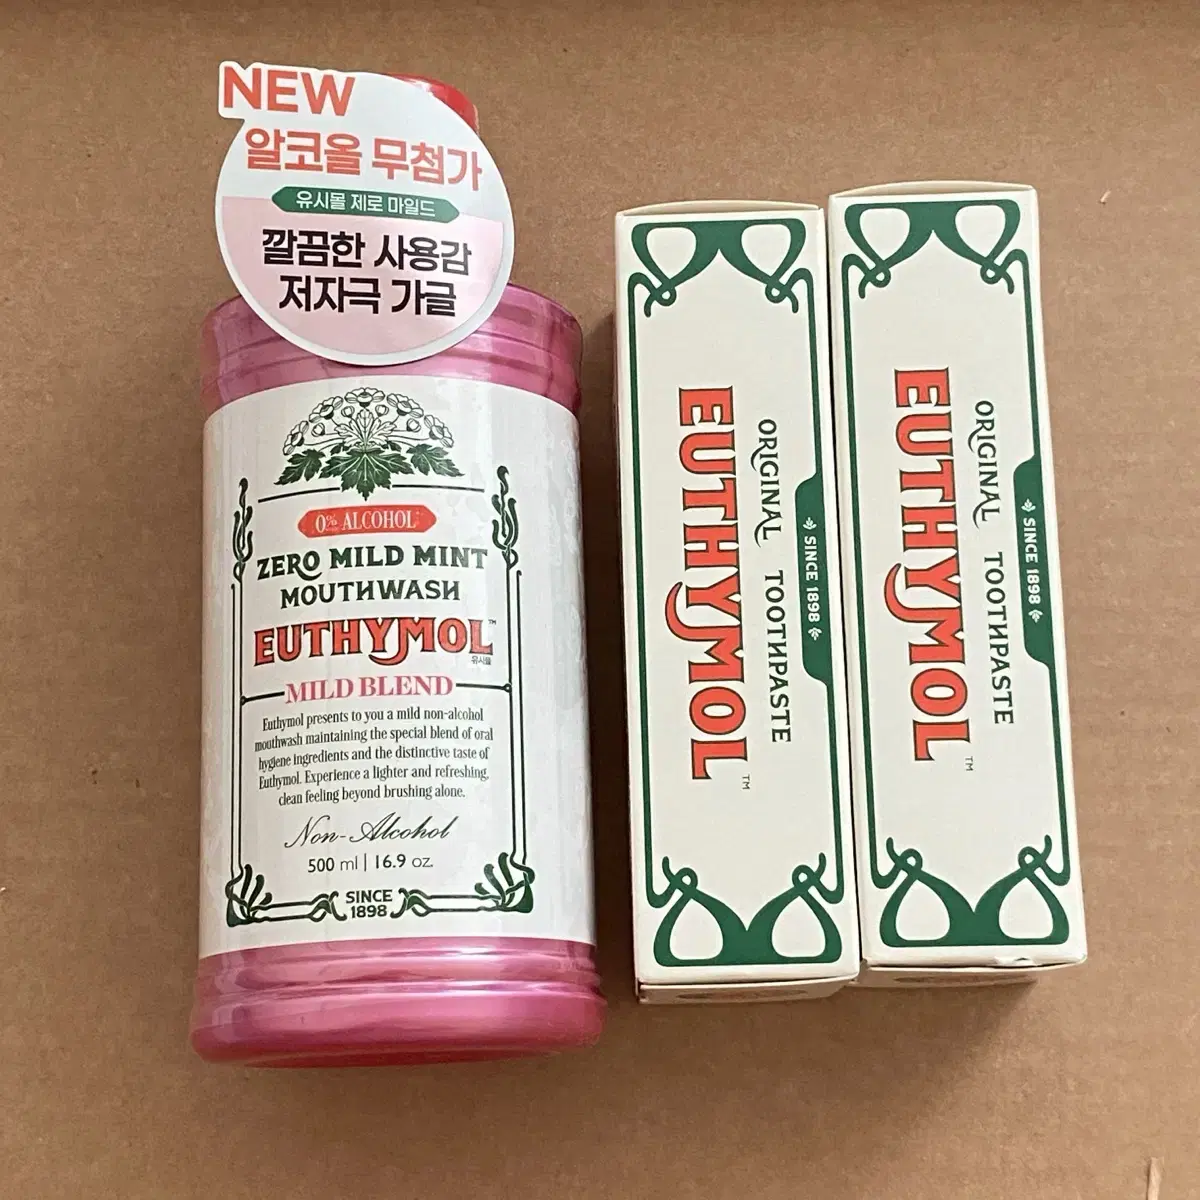 NEW
알코올 무첨가
유시몰 제로 마일드
깔끔한 사용감
저자극 가글
0% ALCOHOL
ZERO MILD MINT
MOUTHWASH
EUTHYMOL™
유시몰
MILD BLEND
Euthymol presents to you a mild non-alcohol
mouthwash maintaining the special blend of oral
hygiene ingredients and the distinctive taste of
Euthymol. Experience a lighter and refreshing,
clean feeling beyond brushing alone.
Non-Alcohol
500 ml | 16.9 oz.
SINCE
1898
SINCE 1898
ORIGINAL TOOTHPASTE
EUTHYMOL™
SINCE 1898
ORIGINAL TOOTHPASTE
EUTHYMOL™